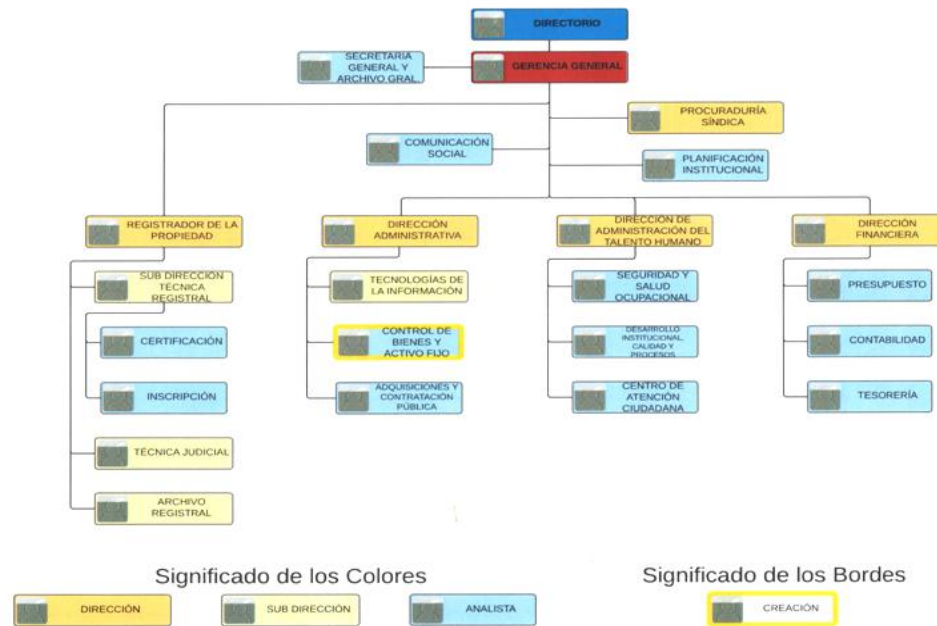 DIRECTORIO
SECRETARIA
GENERAL Y
ARCHIVO GRAL.
GERENCIA GENERAL
PROCURADURÍA
SÍNDICA
COMUNICACIÓN
SOCIAL
PLANIFICACIÓN
INSTITUCIONAL
REGISTRADOR DE LA
PROPIEDAD
DIRECCIÓN
ADMINISTRATIVA
DIRECCIÓN DE
ADMINISTRACIÓN DEL
TALENTO HUMANO
DIRECCIÓN
FINANCIERA
SUB DIRECCIÓN
TÉCNICA
REGISTRAL
TECNOLOGÍAS DE
LA INFORMACIÓN
SEGURIDAD Y
SALUD
OCUPACIONAL
PRESUPUESTO
CERTIFICACIÓN
CONTROL DE
BIENES Y
ACTIVO FIJO
DESARROLLO
INSTITUCIONAL,
CALIDAD Y
PROCESOS
CONTABILIDAD
INSCRIPCIÓN
ADQUISICIONES Y
CONTRATACIÓN
PÚBLICA
CENTRO DE
ATENCIÓN
CIUDADANA
TESORERÍA
TÉCNICA JUDICIAL
ARCHIVO
REGISTRAL
Significado de los Colores
Significado de los Bordes
DIRECCIÓN
SUB DIRECCIÓN
ANALISTA
CREACIÓN